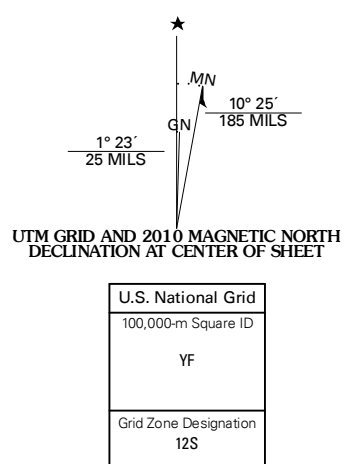 ★
MN
GN
10° 25´
185 MILS
1° 23´
25 MILS
UTM GRID AND 2010 MAGNETIC NORTH
DECLINATION AT CENTER OF SHEET
U.S. National Grid
100,000-m Square ID
YF
Grid Zone Designation
12S